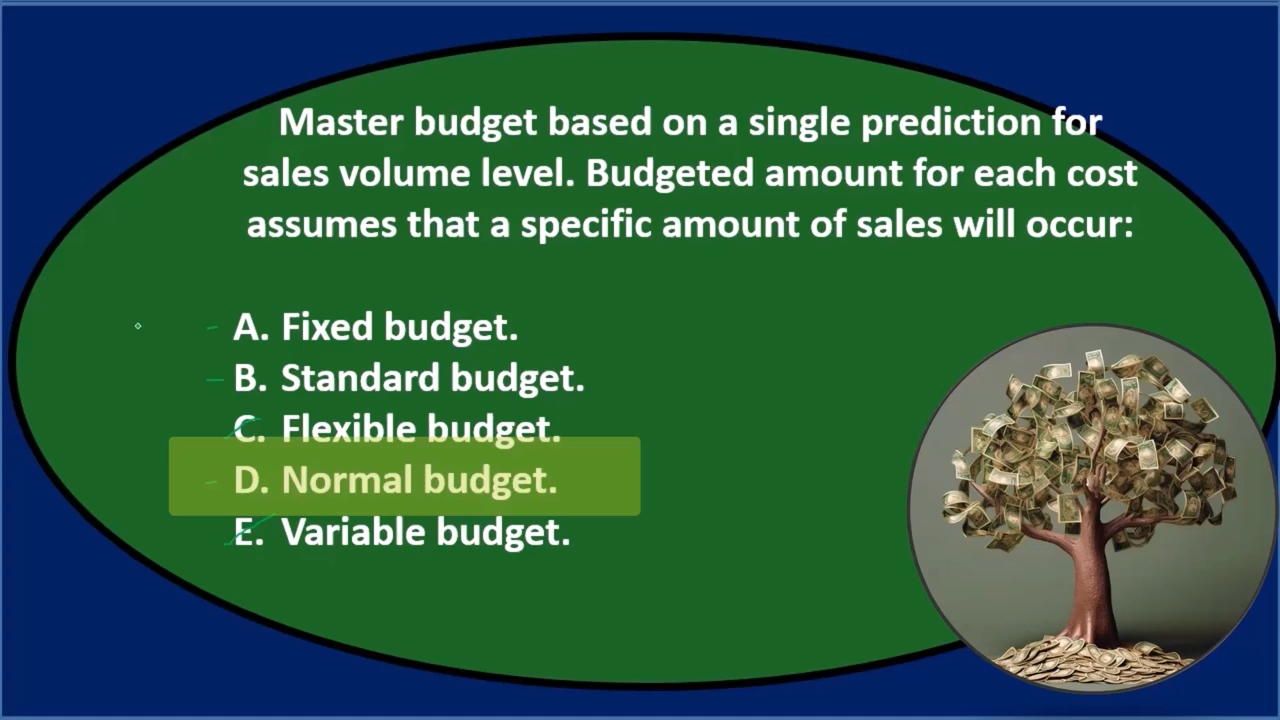 Master budget based on a single prediction for
sales volume level. Budgeted amount for each cost
assumes that a specific amount of sales will occur:
A. Fixed budget.
B. Standard budget.
C. Flexible budget.
D. Normal budget.
E. Variable budget.